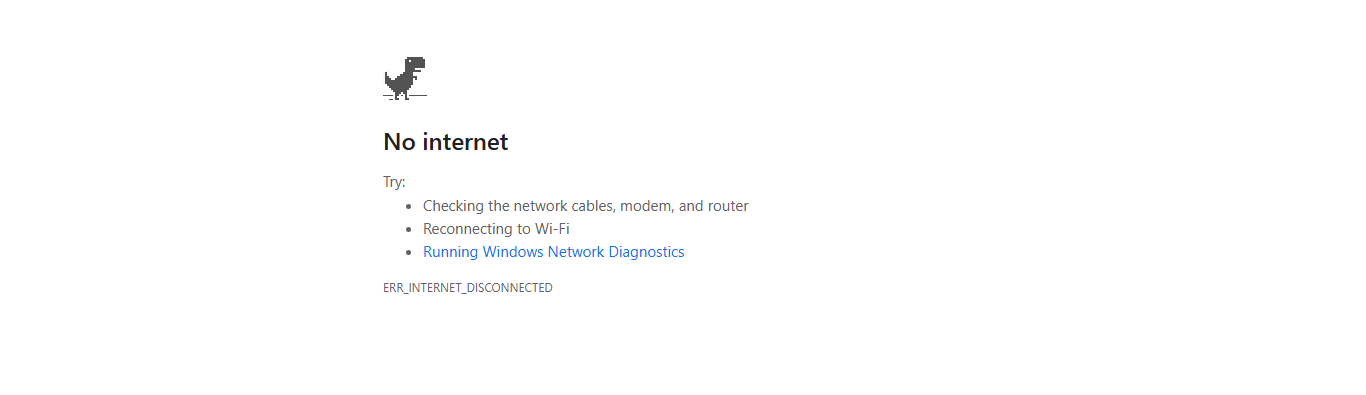 No internet
Try:
Checking the network cables, modem, and router
Reconnecting to Wi-Fi
Running Windows Network Diagnostics
ERR_INTERNET_DISCONNECTED